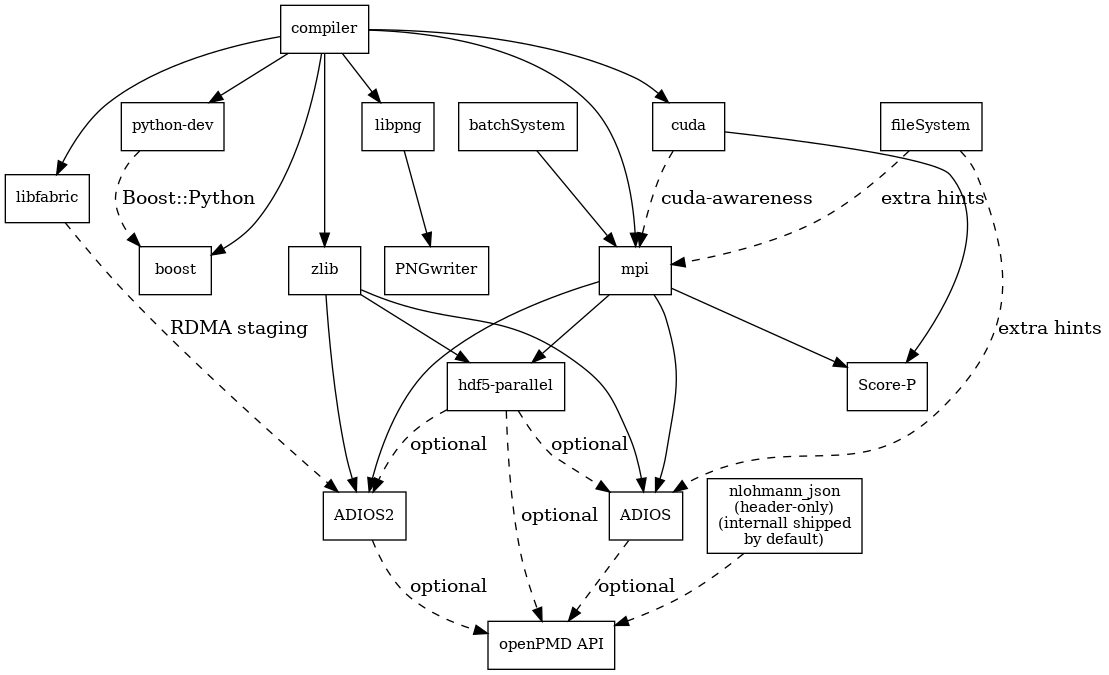 compiler
python-dev
libpng
batchSystem
cuda
fileSystem
libfabric
Boost::Python
cuda-awareness
extra hints
boost
zlib
PNGwriter
mpi
RDMA staging
extra hints
hdf5-parallel
Score-P
optional
optional
ADIOS2
optional
ADIOS
nlohmann_json
(header-only)
(internall shipped
by default)
optional
optional
openPMD API